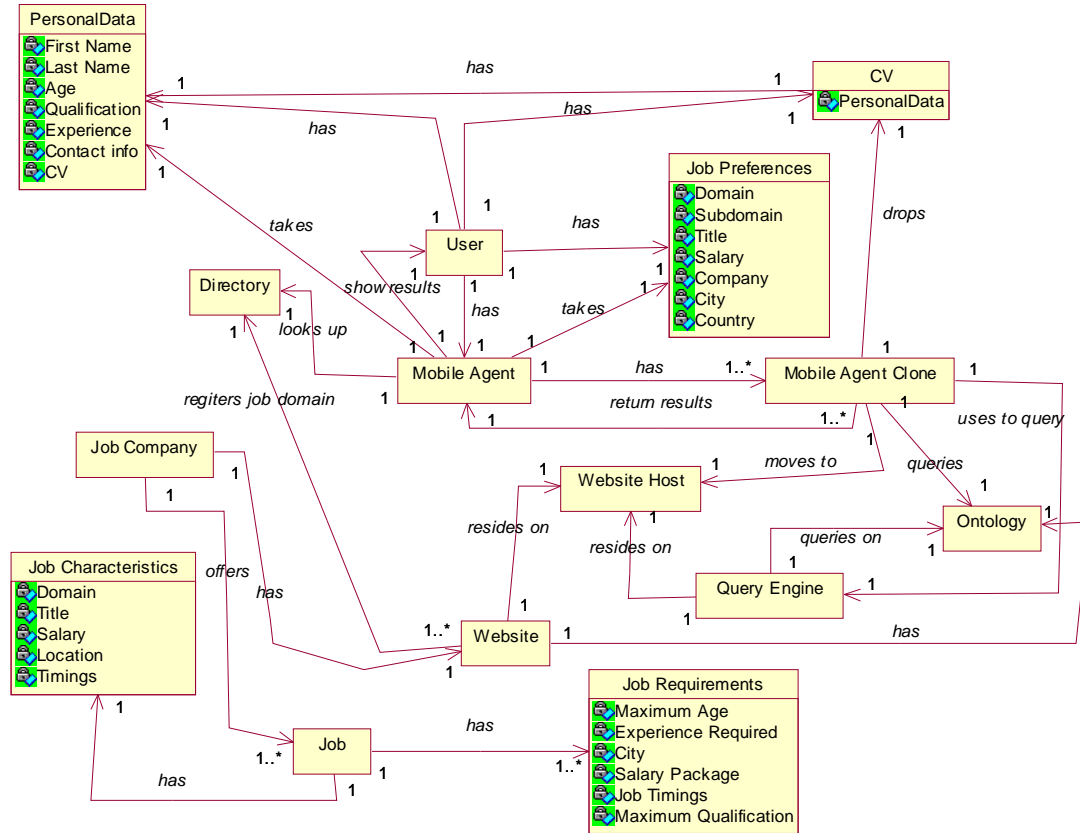 PersonalData
First Name
Last Name
Age
Qualification
Experience
Contact info
CV
1
has
1
CV
PersonalData
1
has
has
1
1
1
Job Preferences
Domain
Subdomain
Title
Salary
Company
City
Country
takes
1
1
User
has
drops
1
1
1
1
1
show results
has
takes
1
Directory
1
looks up
1
1
1
1
1
Mobile Agent
1
1
has
1..*
Mobile Agent Clone
1
1
1
return results
1..*
1
uses to query
regiters job domain
Job Company
1
1
1
moves to
1
queries
1
Website Host
1
1
resides on
resides on
Ontology
1
1
queries on
1
Query Engine
1
1
1
Job Characteristics
Domain
Title
Salary
Location
Timings
1
offers
has
1..*
1
Website
1
1
has
Job Requirements
Maximum Age
Experience Required
City
Salary Package
Job Timings
Maximum Qualification
1..*
Job
1
has
1..*
1
has